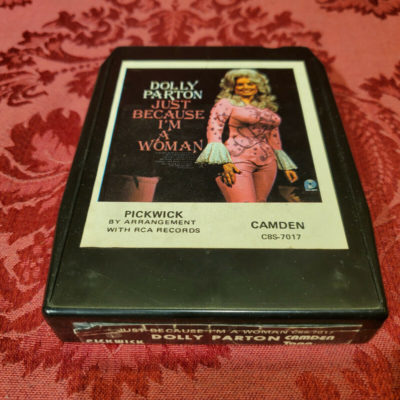 DOLLY
PARTON
JUST
BECAUSE
I'M
A
WOMAN
PICKWICK
BY ARRANGEMENT
WITH RCA RECORDS
CAMDEN
C8S-7017
JUST BECAUSE I'M A WOMAN C8S-7017
PICKWICK DOLLY PARTON CAMDEN